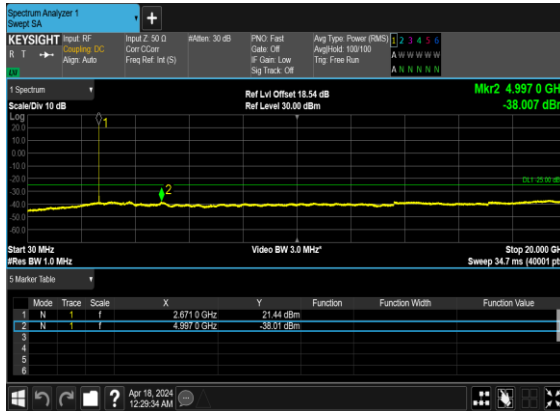 Spectrum Analyzer 1
Swept SA
+
KEYSIGHT Input: RF Input Z: 50 Ω #Atten: 30 dB PNO: Fast Avg Type: Power (RMS) 1 2 3 4 5 6
R T Coupling: DC Corr CCorr Gate: Off Avg|Hold: 100/100 A W W W W W
Align: Auto Freq Ref: Int (S) IF Gain: Low Trig: Free Run
LXI Sig Track: Off A N N N N N
1 Spectrum Ref Lvl Offset 18.54 dB Mkr2 4.997 0 GHz
Scale/Div 10 dB Ref Level 30.00 dBm -38.007 dBm
Log
20.0 1
10.0
0.00
-10.0
-20.0 DL1 -25.00 dB
-30.0 2
-40.0
-50.0
-60.0
Start 30 MHz Video BW 3.0 MHz* Stop 20.000 GH
#Res BW 1.0 MHz Sweep 34.7 ms (40001 pt
5 Marker Table
Mode Trace Scale X Y Function Function Width Function Value
1 N 1 f 2.671 0 GHz 21.44 dBm
2 N 1 f 4.997 0 GHz -38.01 dBm
3
4
5
6
? Apr 18, 2024
12:29:34 AM